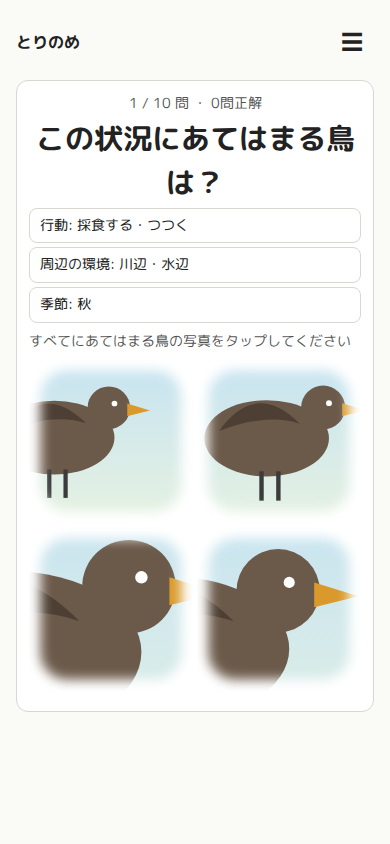 とりのめ
1 / 10 問 · 0問正解
この状況にあてはまる鳥
は？
行動: 採食する · つつく
周辺の環境: 川辺 · 水辺
季節: 秋
すべてにあてはまる鳥の写真をタップしてください